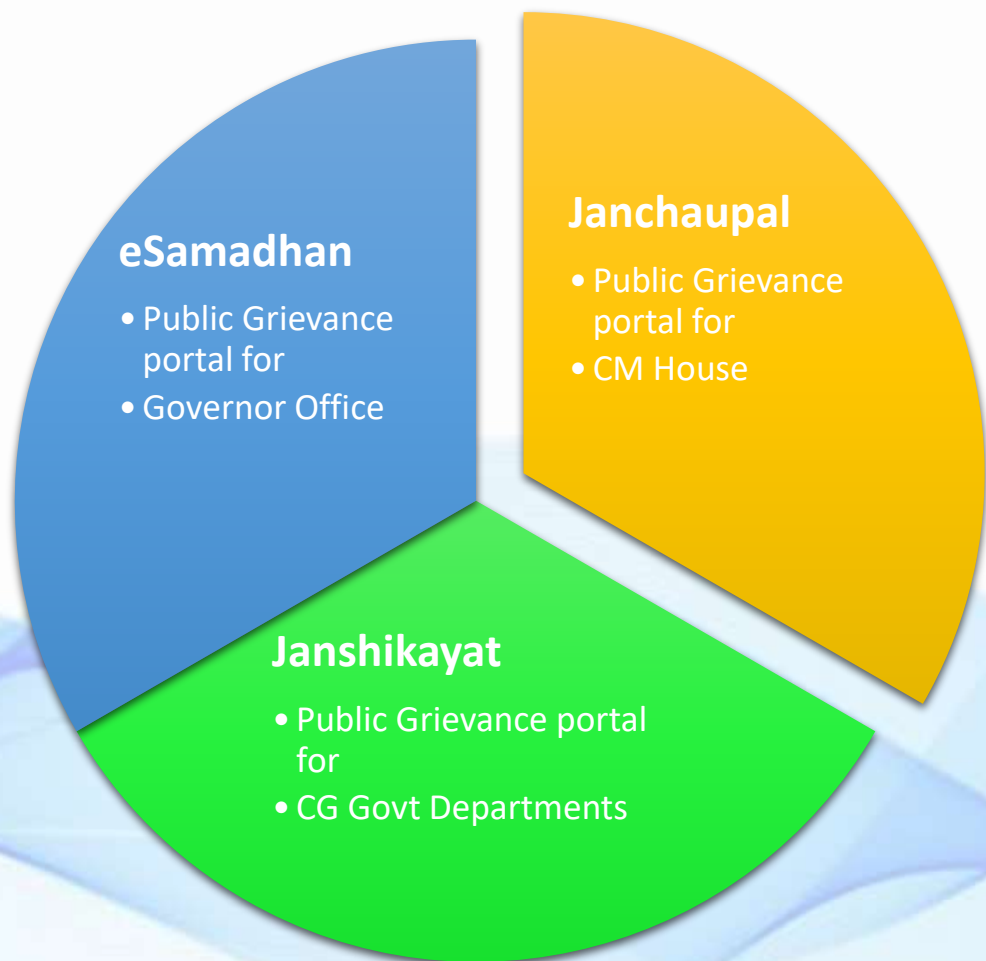 eSamadhan
• Public Grievance
portal for
• Governor Office
Janchaupal
• Public Grievance
portal for
• CM House
Janshikayat
• Public Grievance portal
for
• CG Govt Departments